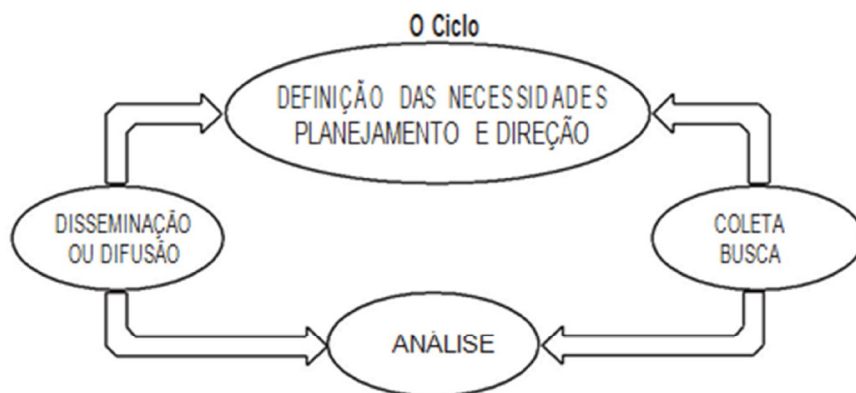 O Ciclo
DEFINIÇÃO DAS NECESSIDADES
PLANEJAMENTO E DIREÇÃO
DISSEMINAÇÃO
OU DIFUSÃO
COLETA
BUSCA
ANÁLISE